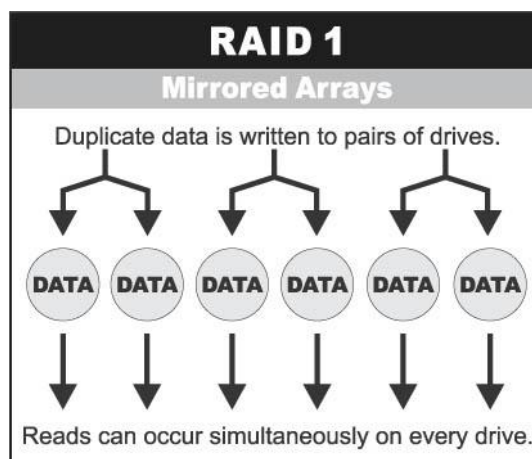 RAID 1
Mirrored Arrays
Duplicate data is written to pairs of drives.
DATA DATA DATA DATA DATA DATA
Reads can occur simultaneously on every drive.